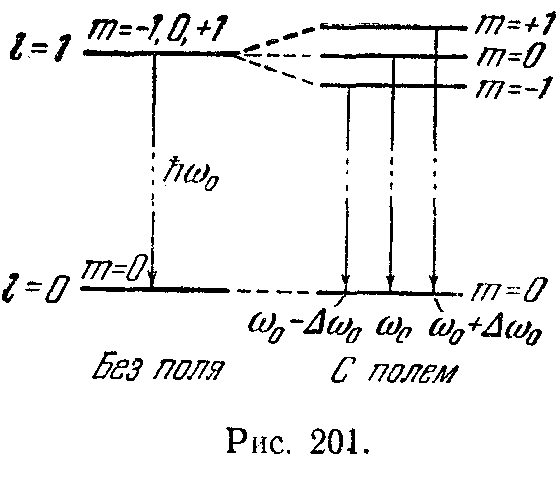 m=-1, 0, +1
l=1
m=+1
m=0
m=-1
ħω₀
m=0
l=0
m=0
ω₀-Δω₀ ω₀ ω₀+Δω₀
Без поля
С полем
Рис. 201.